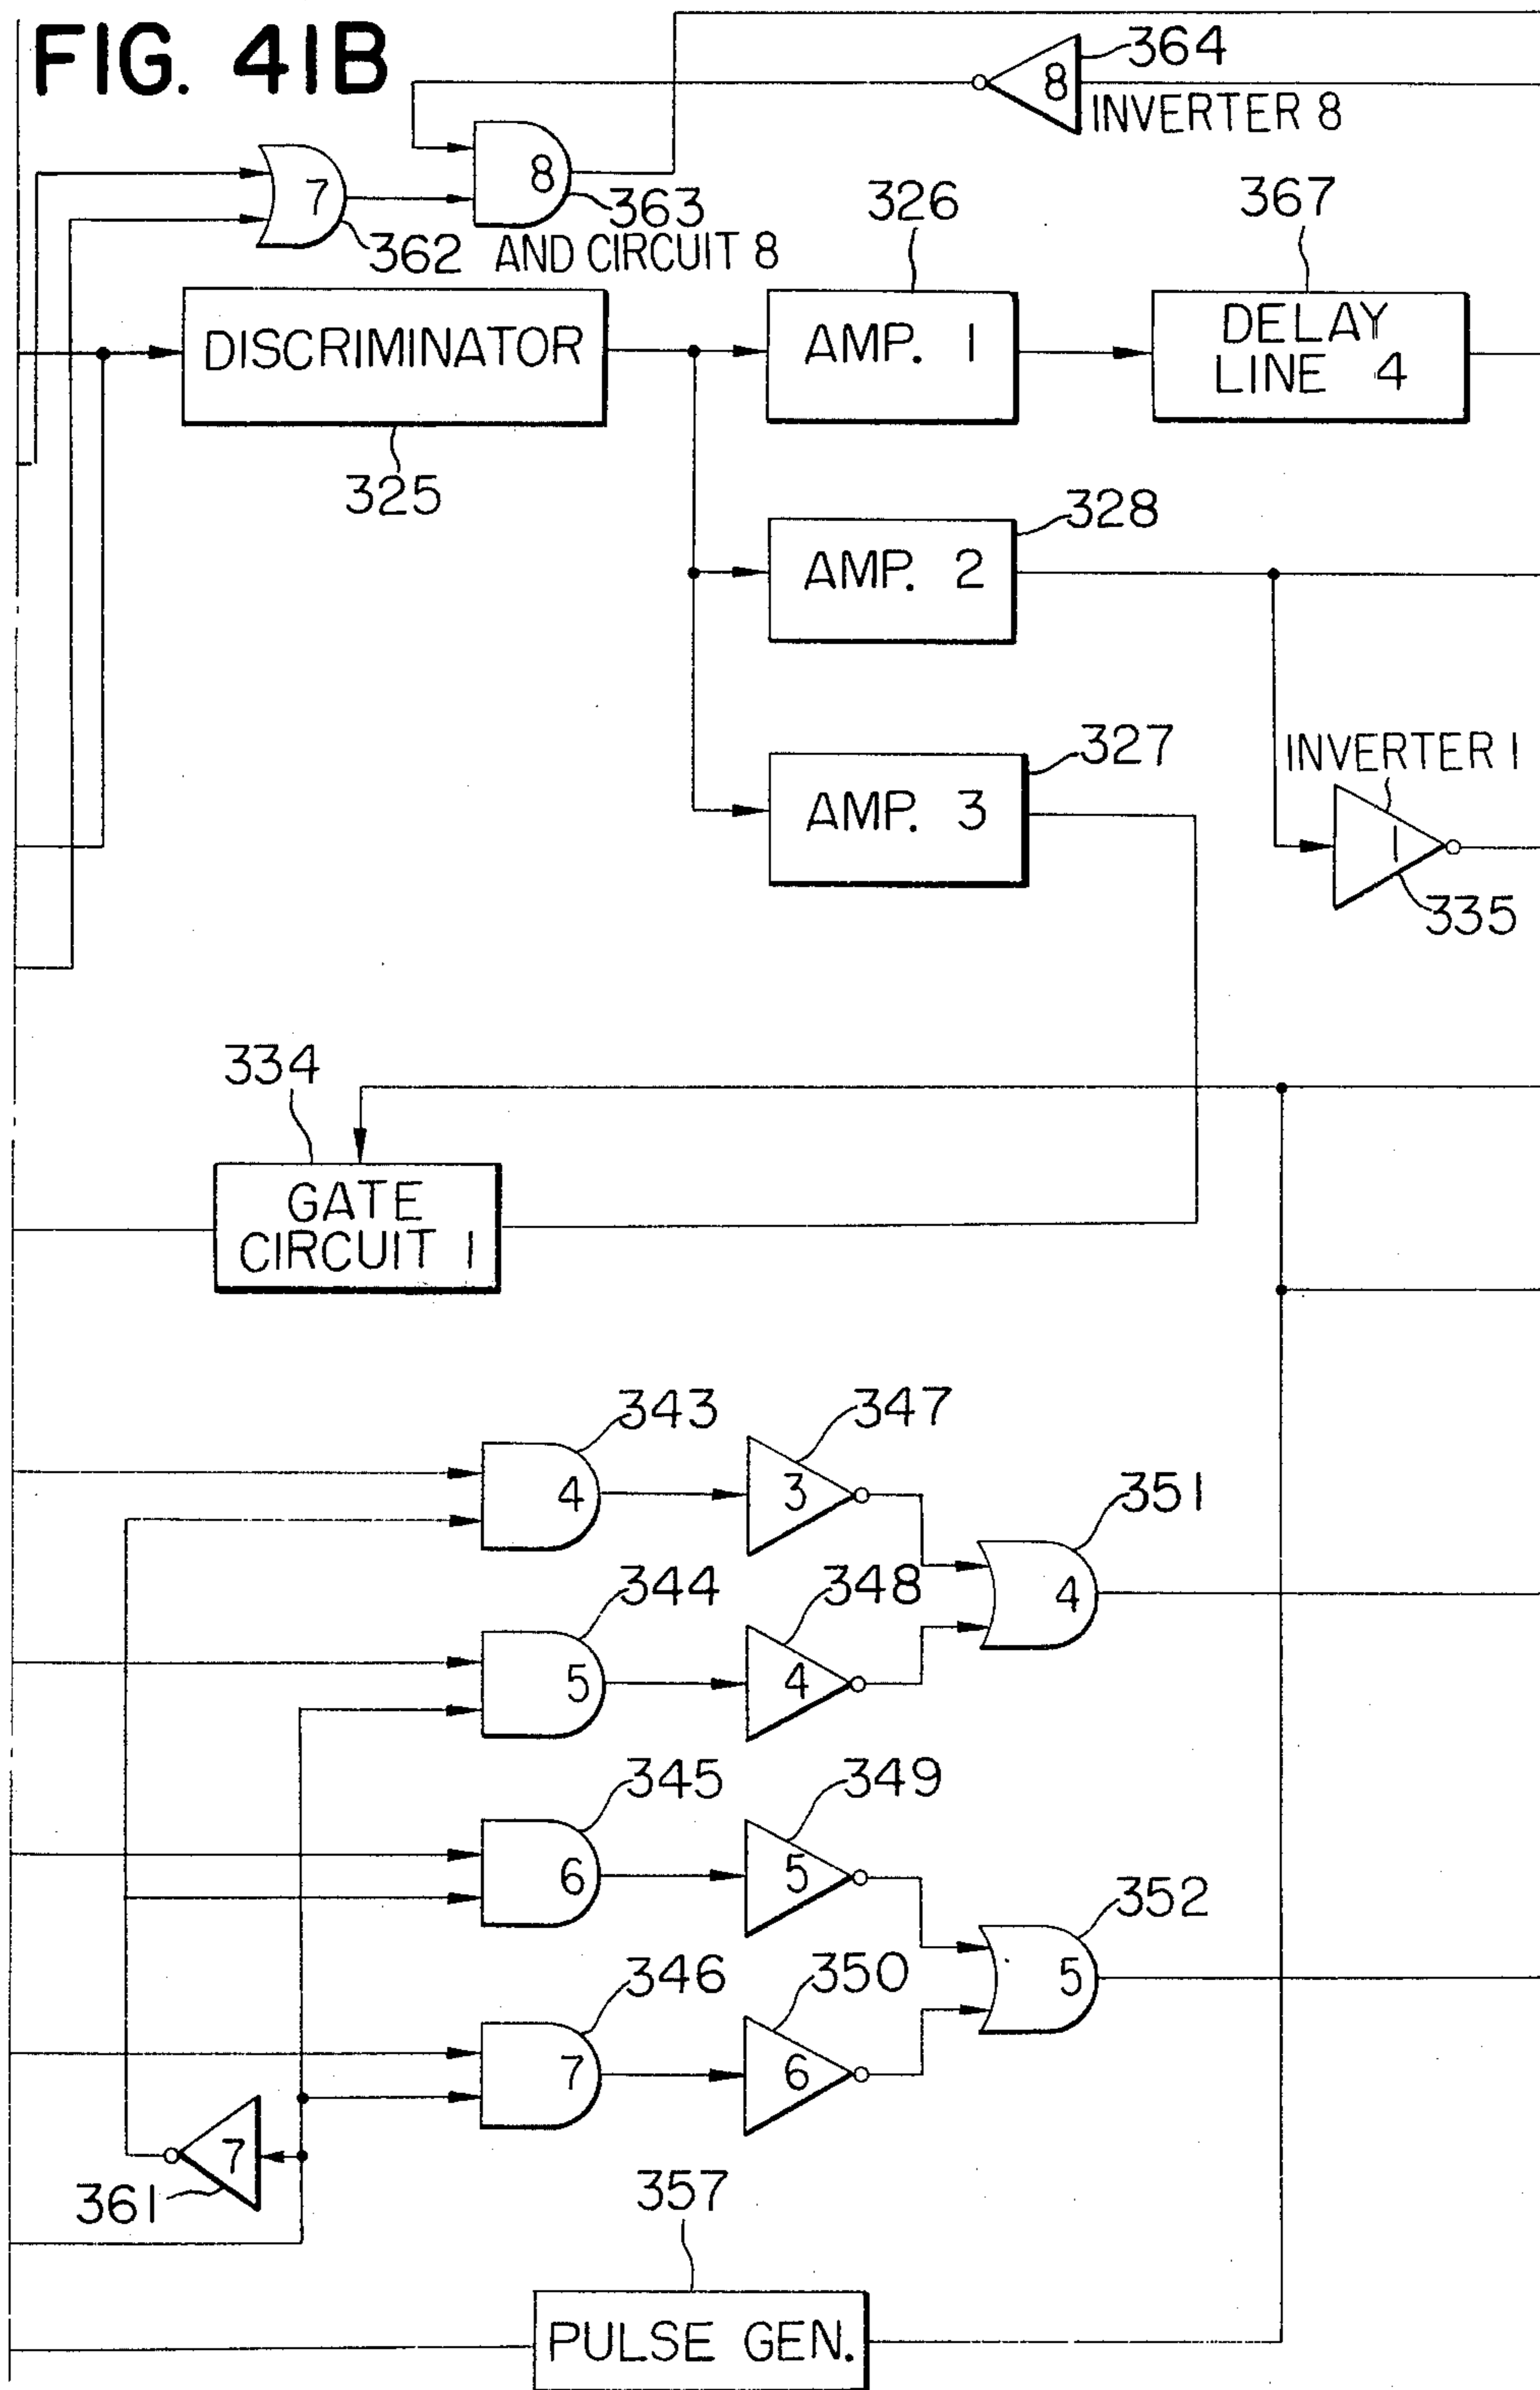 FIG. 41B
364
8
INVERTER 8
8
7
363
362
AND CIRCUIT 8
326
367
DISCRIMINATOR
AMP. 1
DELAY
LINE 4
325
328
AMP. 2
327
INVERTER 1
AMP. 3
1
335
334
GATE
CIRCUIT 1
343
347
4
3
351
344
348
4
5
4
345
349
6
5
352
346
350
5
7
6
7
361
357
PULSE GEN.